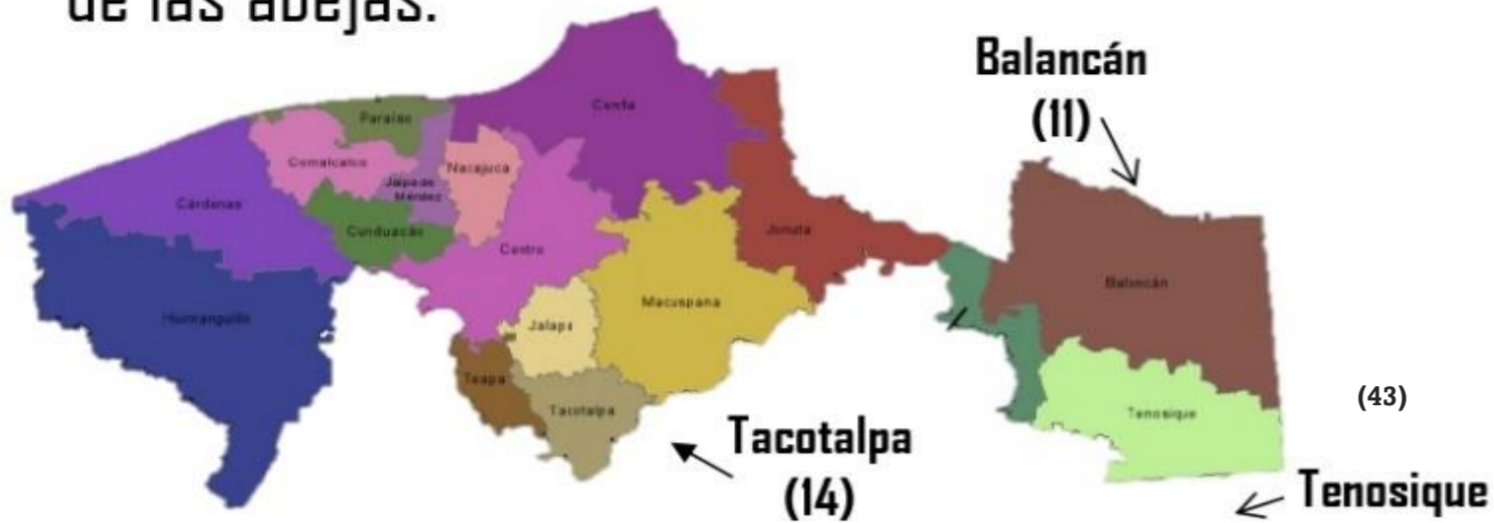 de las abejas.
Balancán
(11)
Centla
Paraíso
Comalcalco
Nacajuca
Jalpa de
Méndez
Cárdenas
Cunduacán
Centro
Jonuta
Balancán
Macuspana
Huimanguillo
Jalapa
Teapa
Tacotalpa
Tenosique
(43)
Tacotalpa
(14)
Tenosique